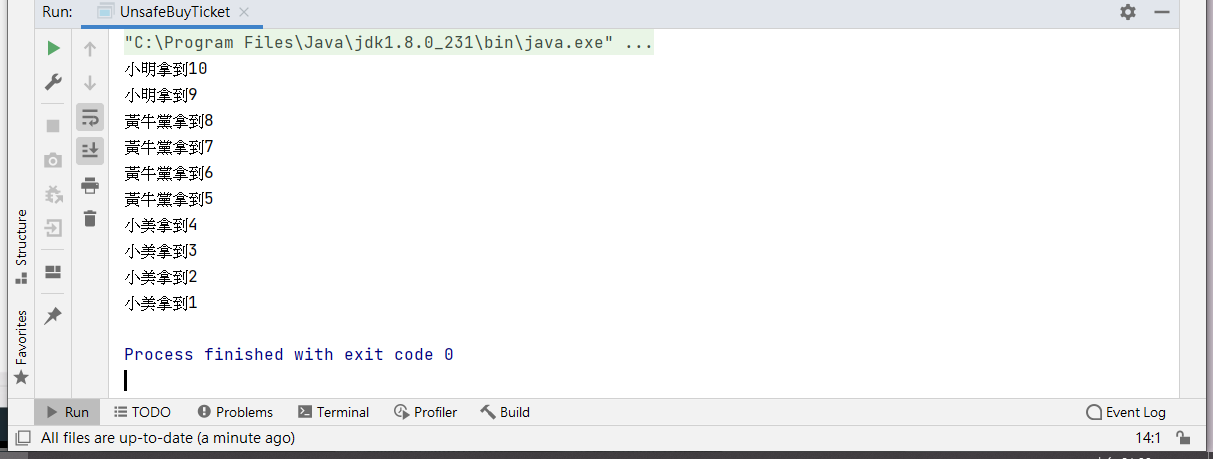 Run: UnsafeBuyTicket
"C:\Program Files\Java\jdk1.8.0_231\bin\java.exe" ...
小明拿到10
小明拿到9
黃牛黨拿到8
黃牛黨拿到7
黃牛黨拿到6
黃牛黨拿到5
小美拿到4
小美拿到3
小美拿到2
小美拿到1
Process finished with exit code 0
Structure
Favorites
Run TODO Problems Terminal Profiler Build Event Log
All files are up-to-date (a minute ago) 14:1